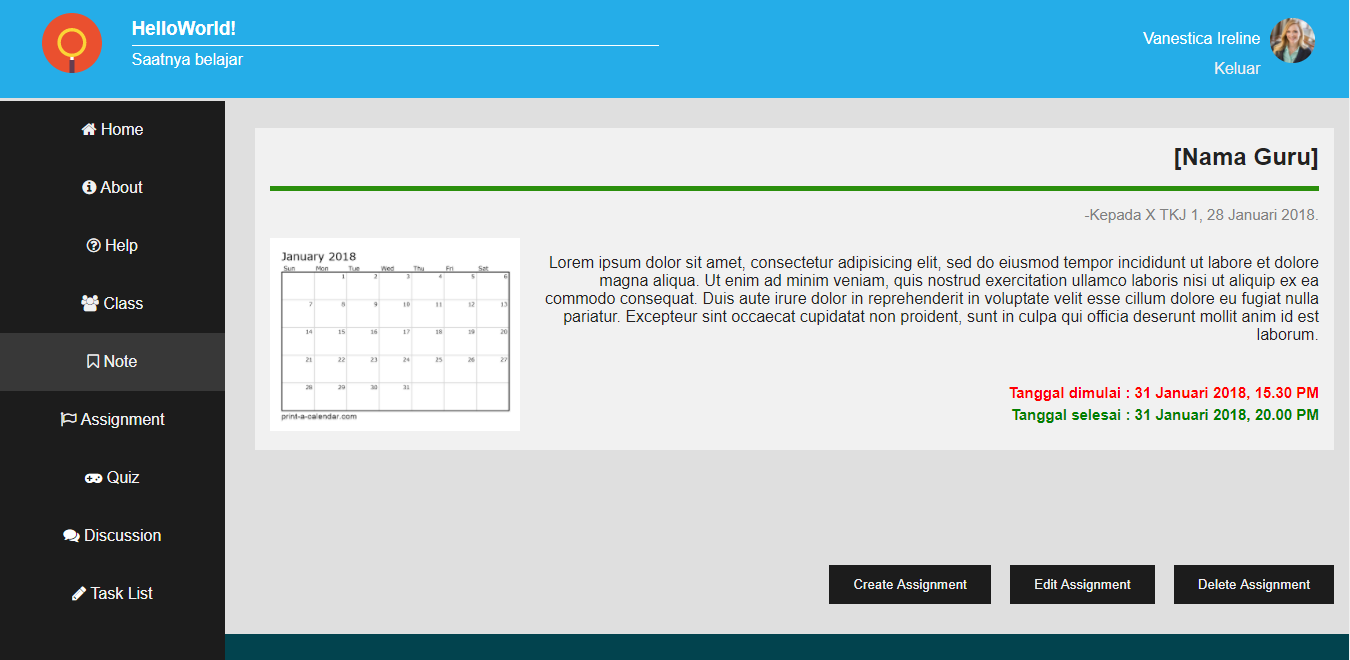 HelloWorld!
Saatnya belajar
Vanestica Ireline
Keluar
Home
About
Help
Class
Note
Assignment
Quiz
Discussion
Task List
[Nama Guru]
-Kepada X TKJ 1, 28 Januari 2018.
January 2018
Sun Mon Tue Wed Thu Fri Sat
1 2 3 4 5 6
7 8 9 10 11 12 13
14 15 16 17 18 19 20
21 22 23 24 25 26 27
28 29 30 31
print-a-calendar.com
Lorem ipsum dolor sit amet, consectetur adipisicing elit, sed do eiusmod tempor incididunt ut labore et dolore
magna aliqua. Ut enim ad minim veniam, quis nostrud exercitation ullamco laboris nisi ut aliquip ex ea
commodo consequat. Duis aute irure dolor in reprehenderit in voluptate velit esse cillum dolore eu fugiat nulla
pariatur. Excepteur sint occaecat cupidatat non proident, sunt in culpa qui officia deserunt mollit anim id est
laborum.
Tanggal dimulai : 31 Januari 2018, 15.30 PM
Tanggal selesai : 31 Januari 2018, 20.00 PM
Create Assignment
Edit Assignment
Delete Assignment